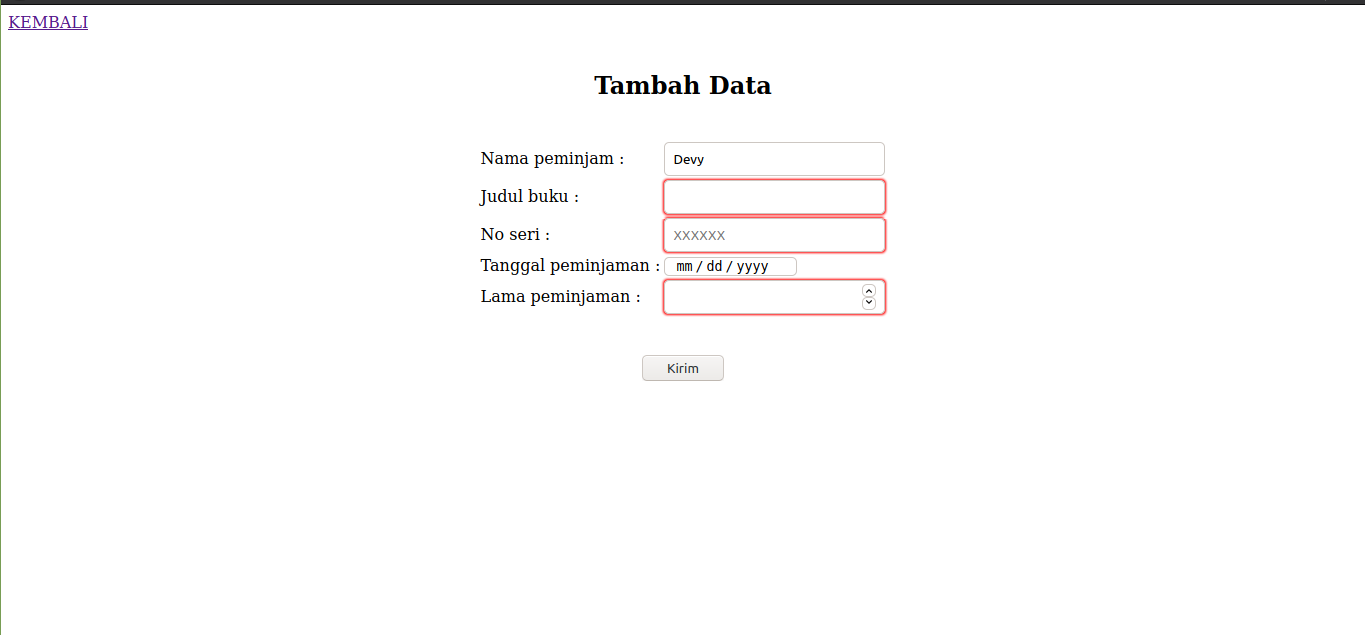 KEMBALI
Tambah Data
Nama peminjam : Devy
Judul buku :
No seri : XXXXXX
Tanggal peminjaman : mm / dd / yyyy
Lama peminjaman :
Kirim